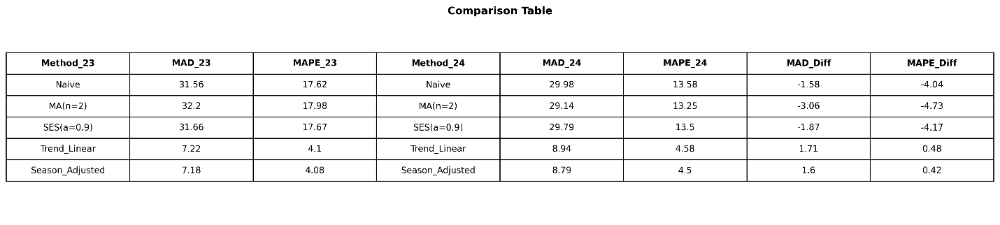 Comparison Table
Method_23 MAD_23 MAPE_23 Method_24 MAD_24 MAPE_24 MAD_Diff MAPE_Diff
Naive 31.56 17.62 Naive 29.98 13.58 -1.58 -4.04
MA(n=2) 32.2 17.98 MA(n=2) 29.14 13.25 -3.06 -4.73
SES(a=0.9) 31.66 17.67 SES(a=0.9) 29.79 13.5 -1.87 -4.17
Trend_Linear 7.22 4.1 Trend_Linear 8.94 4.58 1.71 0.48
Season_Adjusted 7.18 4.08 Season_Adjusted 8.79 4.5 1.6 0.42